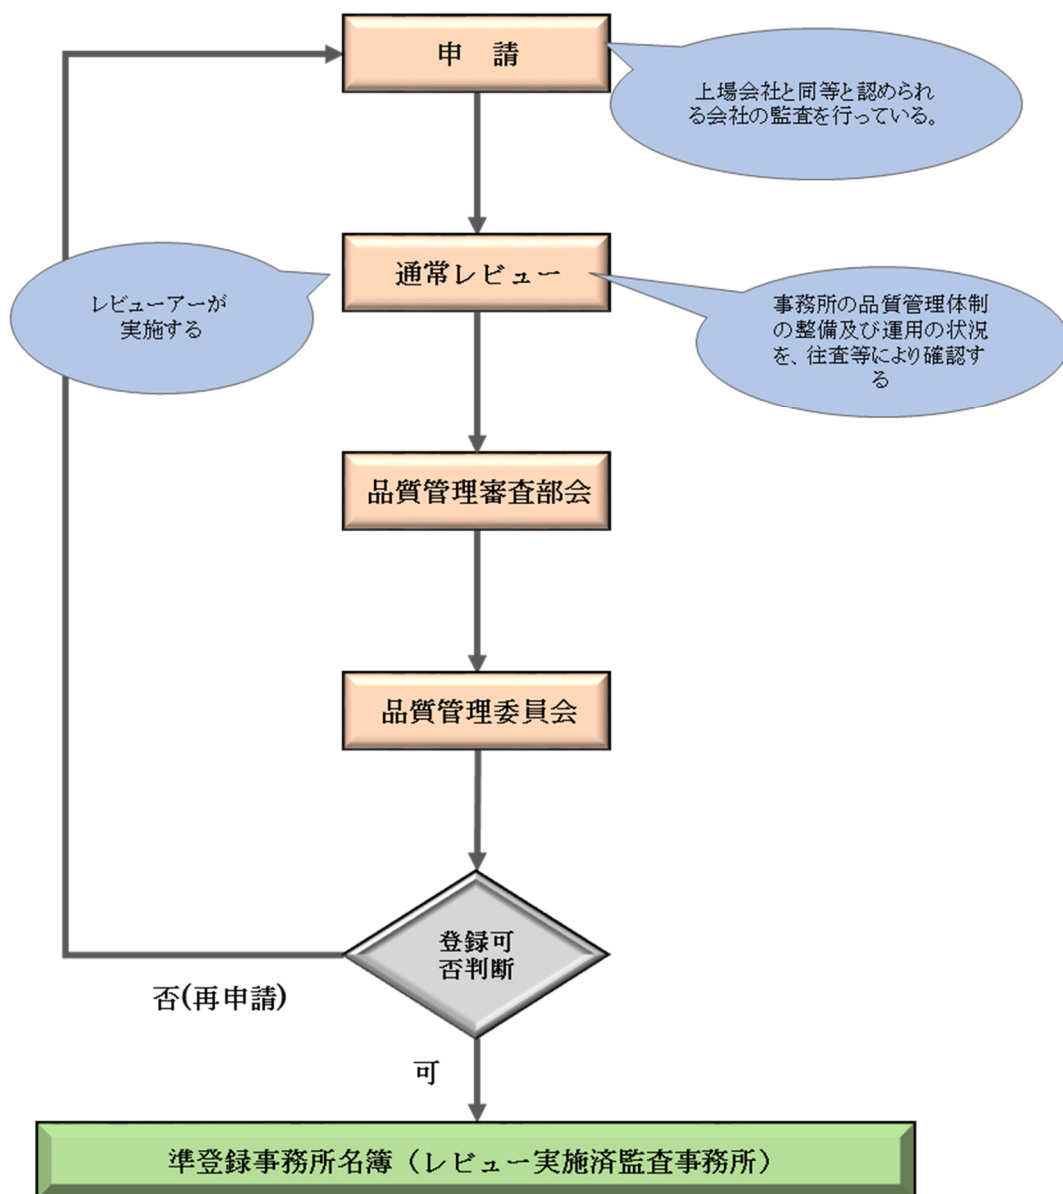 申　請
上場会社と同等と認められ
る会社の監査を行っている。
通常レビュー
レビューアーが
実施する
事務所の品質管理体制
の整備及び運用の状況
を、往査等により確認す
る
品質管理審査部会
品質管理委員会
登録可
否判断
否(再申請)
可
準登録事務所名簿（レビュー実施済監査事務所）